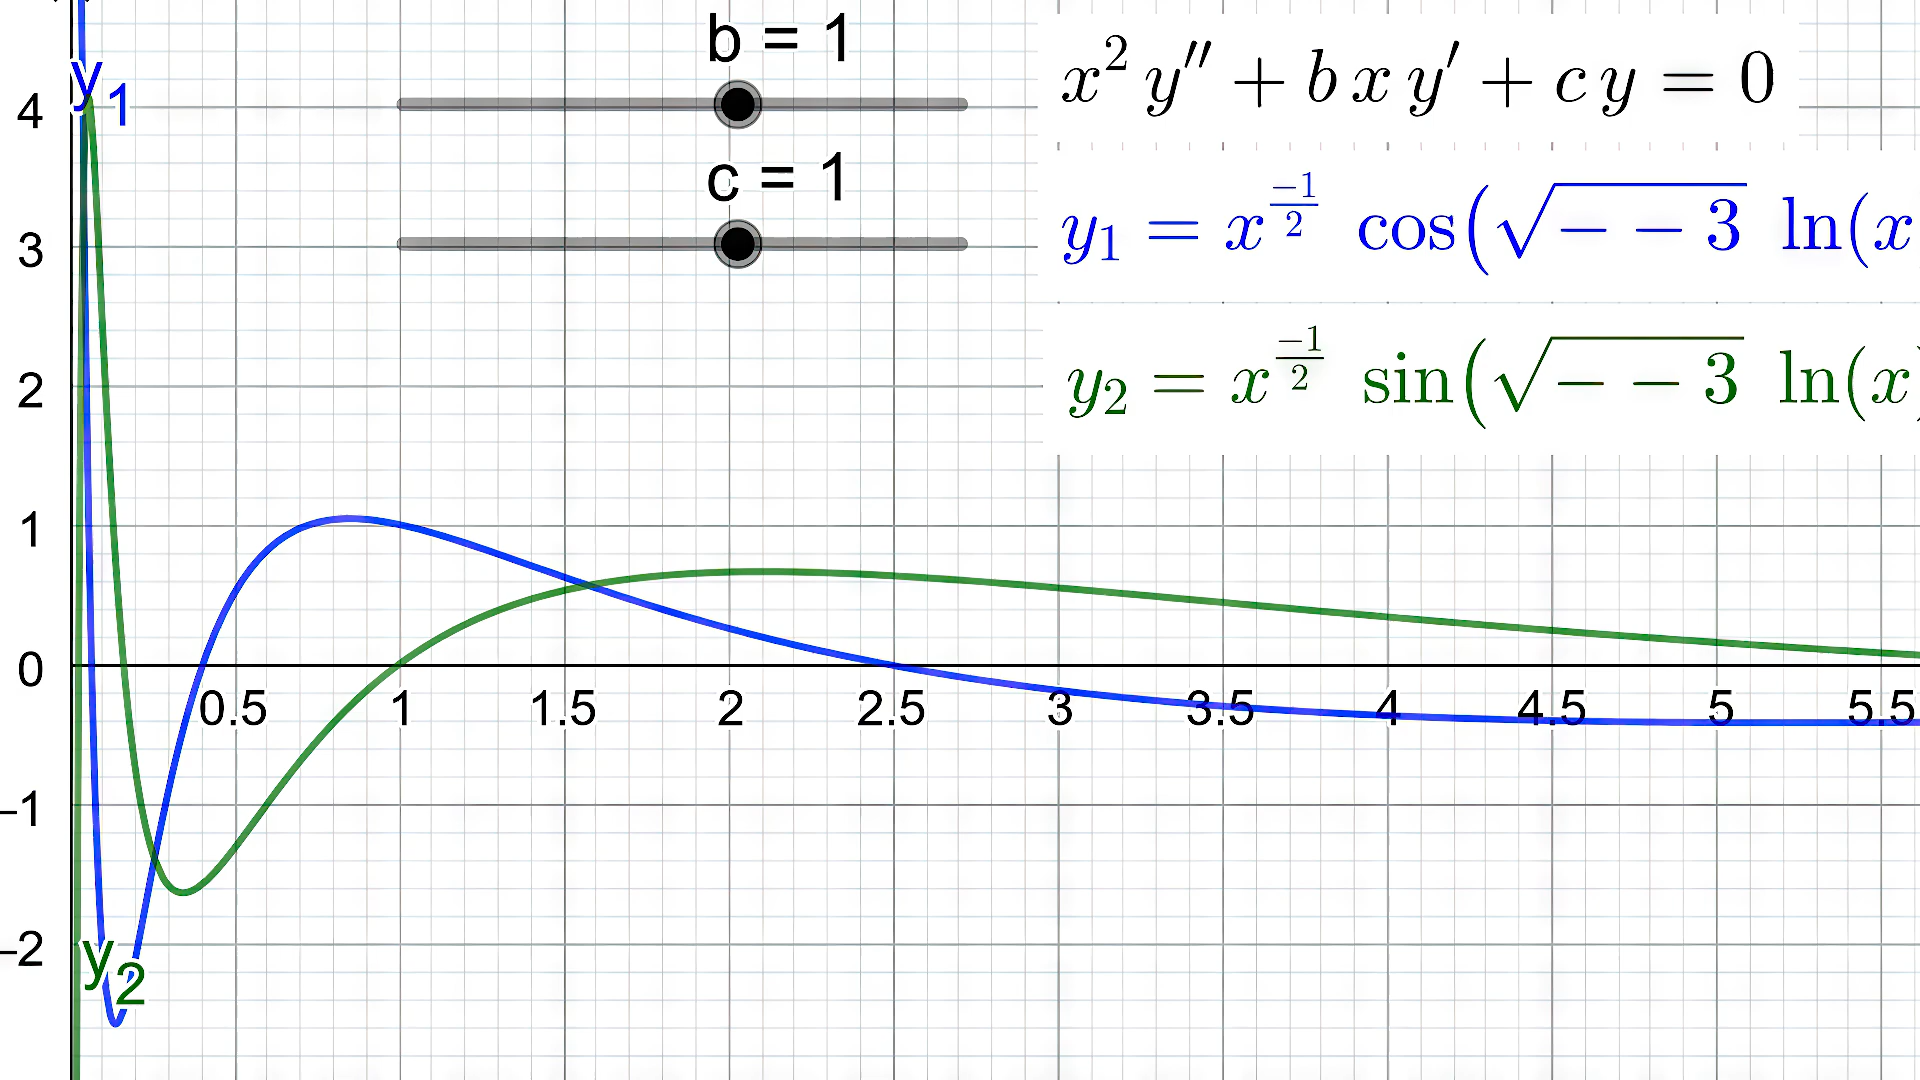 b = 1
c = 1
x² y″ + b x y′ + c y = 0
y₁ = x^(-1/2) cos(√(− − 3) ln(x
y₂ = x^(-1/2) sin(√(− − 3) ln(x)
y₁
4
3
2
1
0
0.5 1 1.5 2 2.5 3 3.5 4 4.5 5 5.5
−1
−2
y₂